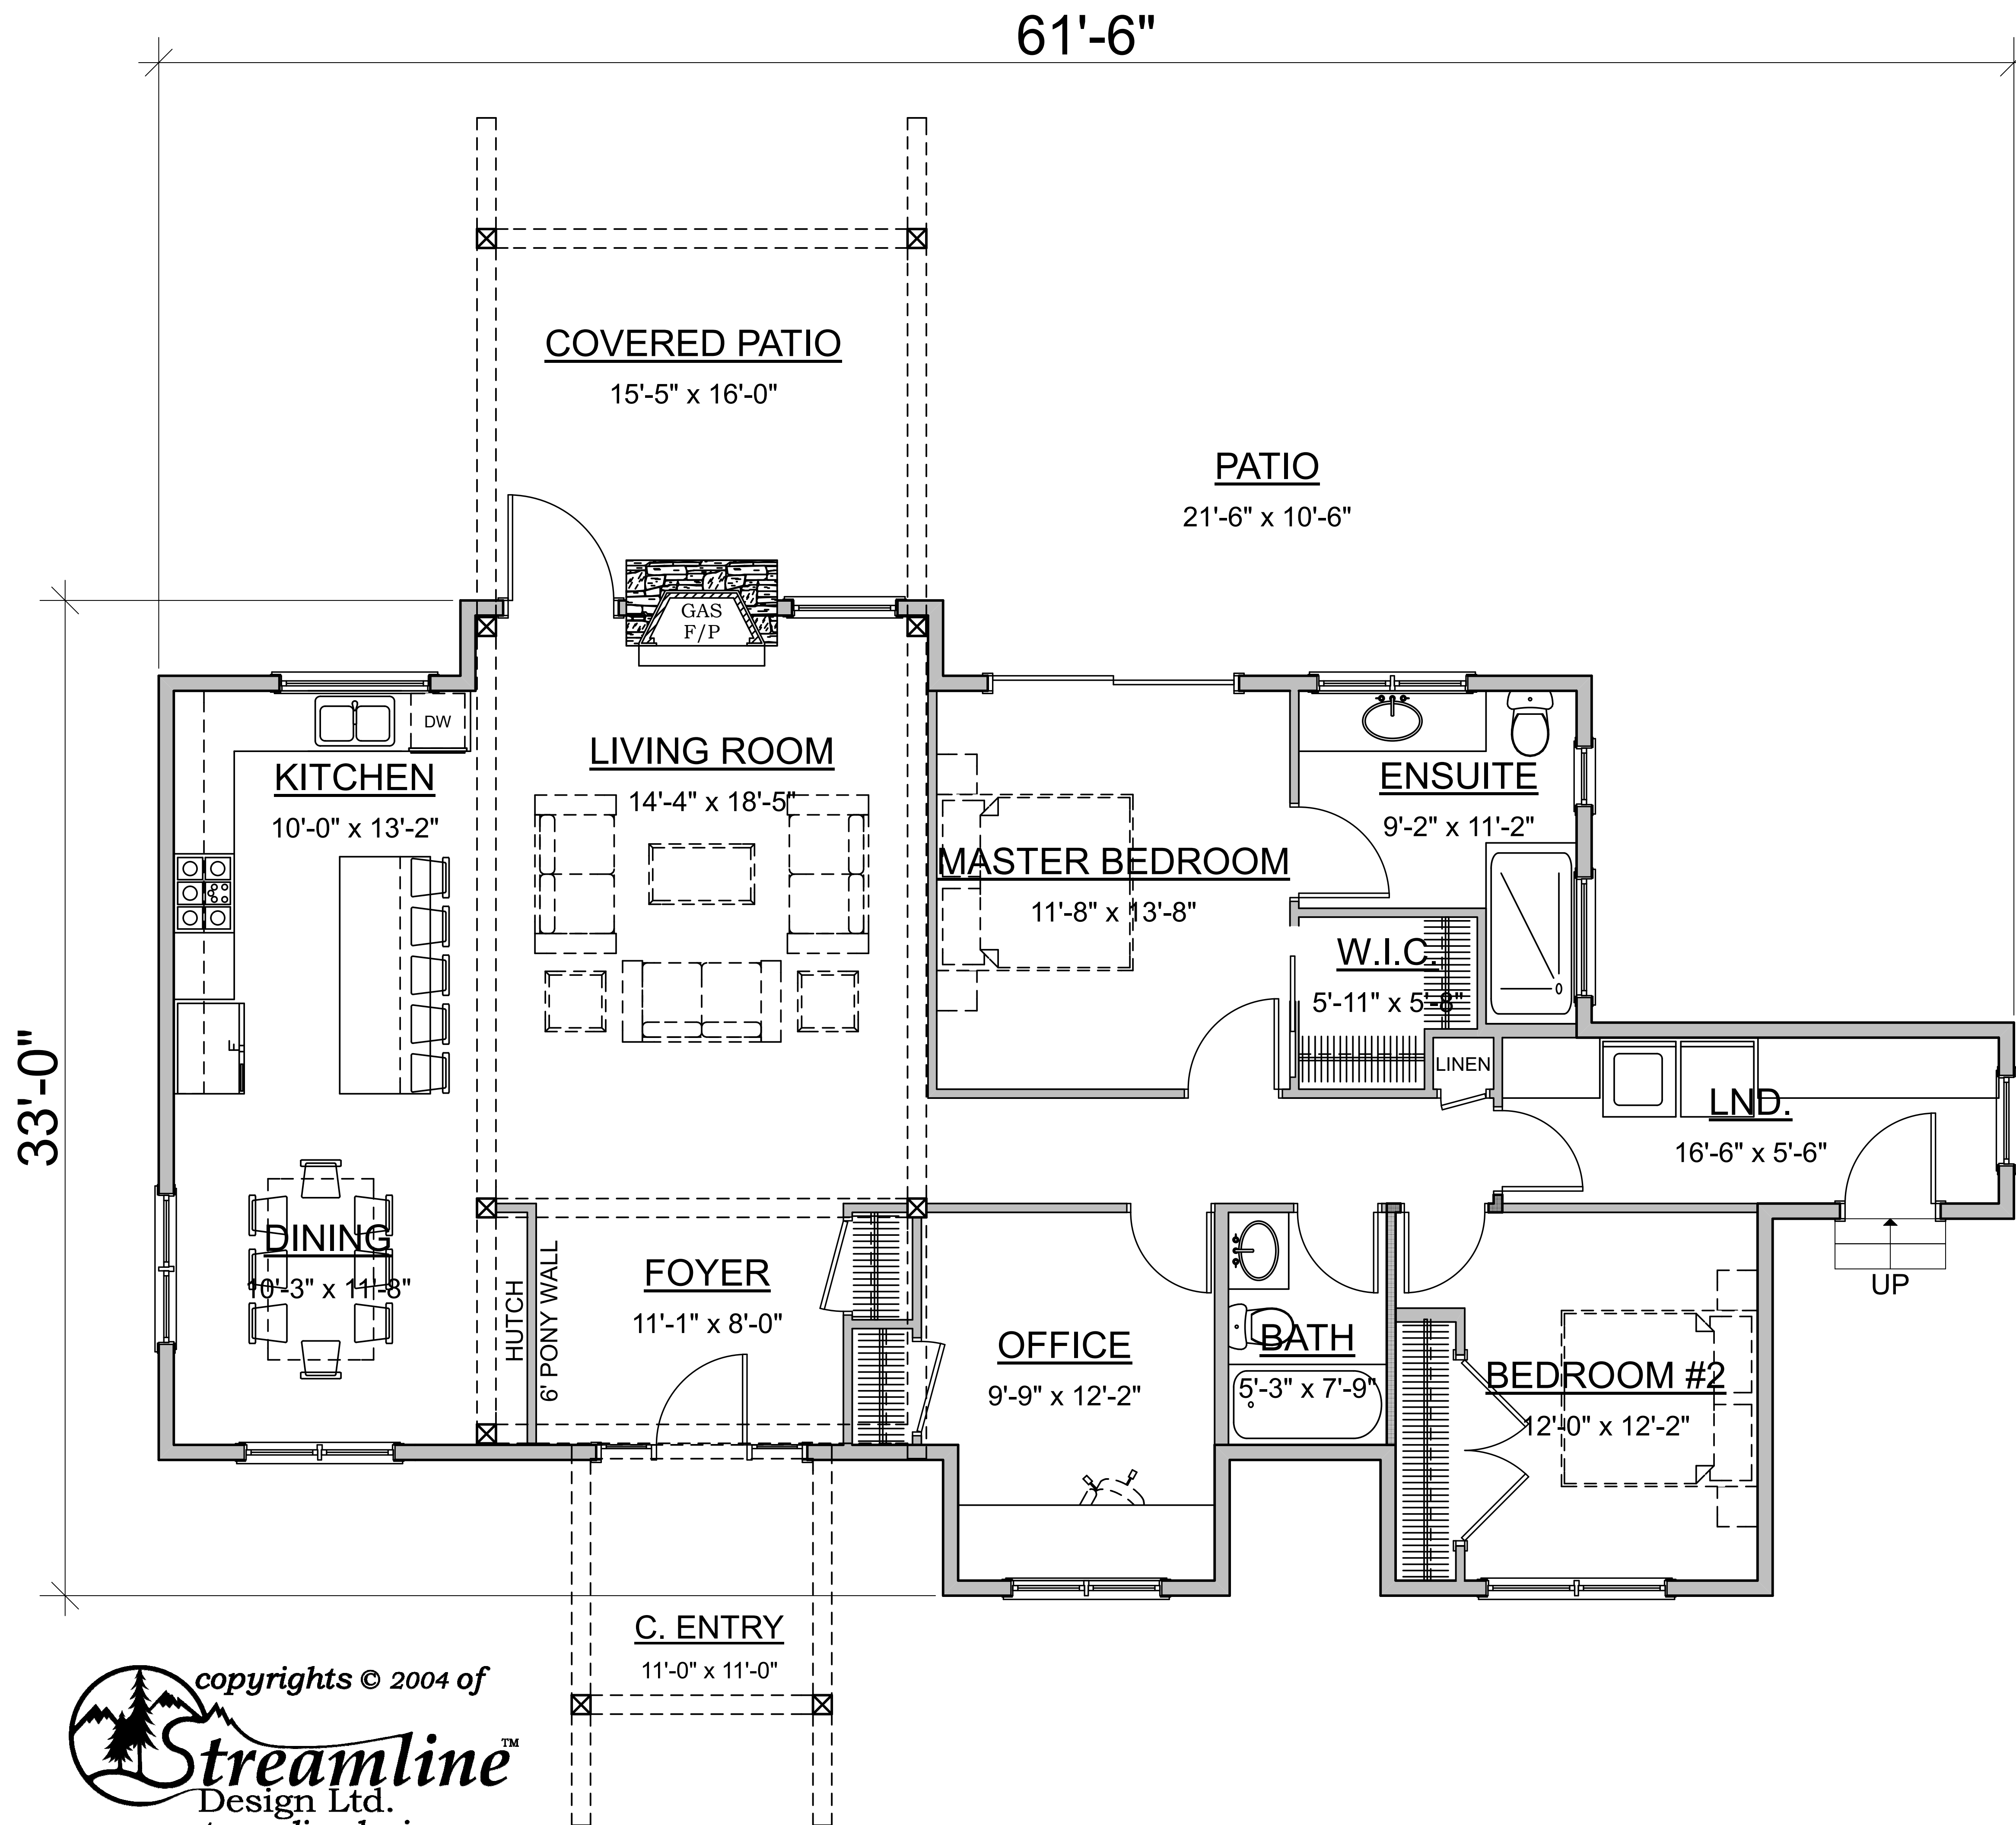 61'-6"
COVERED PATIO
15'-5" x 16'-0"
PATIO
21'-6" x 10'-6"
GAS
F/P
DW
KITCHEN
10'-0" x 13'-2"
LIVING ROOM
14'-4" x 18'-5"
ENSUITE
9'-2" x 11'-2"
MASTER BEDROOM
11'-8" x 13'-8"
W.I.C.
5'-11" x 5'-8"
F
33'-0"
LINEN
LND.
16'-6" x 5'-6"
DINING
10'-3" x 11'-8"
HUTCH
6' PONY WALL
FOYER
11'-1" x 8'-0"
OFFICE
9'-9" x 12'-2"
BATH
5'-3" x 7'-9"
BEDROOM #2
12'-0" x 12'-2"
UP
C. ENTRY
11'-0" x 11'-0"
copyrights © 2004 of
Streamline™
Design Ltd.